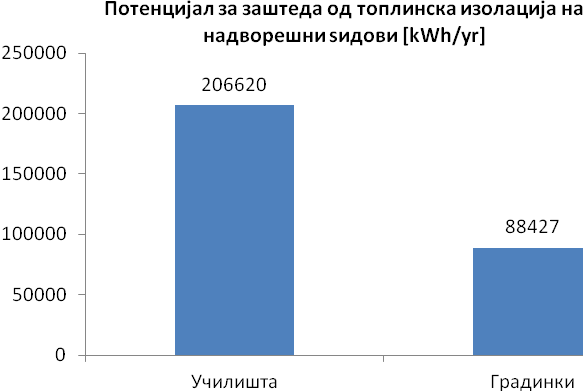 Потенцијал за заштеда од топлинска изолација на
надворешни ѕидови [kWh/yr]
250000
200000
150000
100000
50000
0
206620
88427
Училишта
Градинки